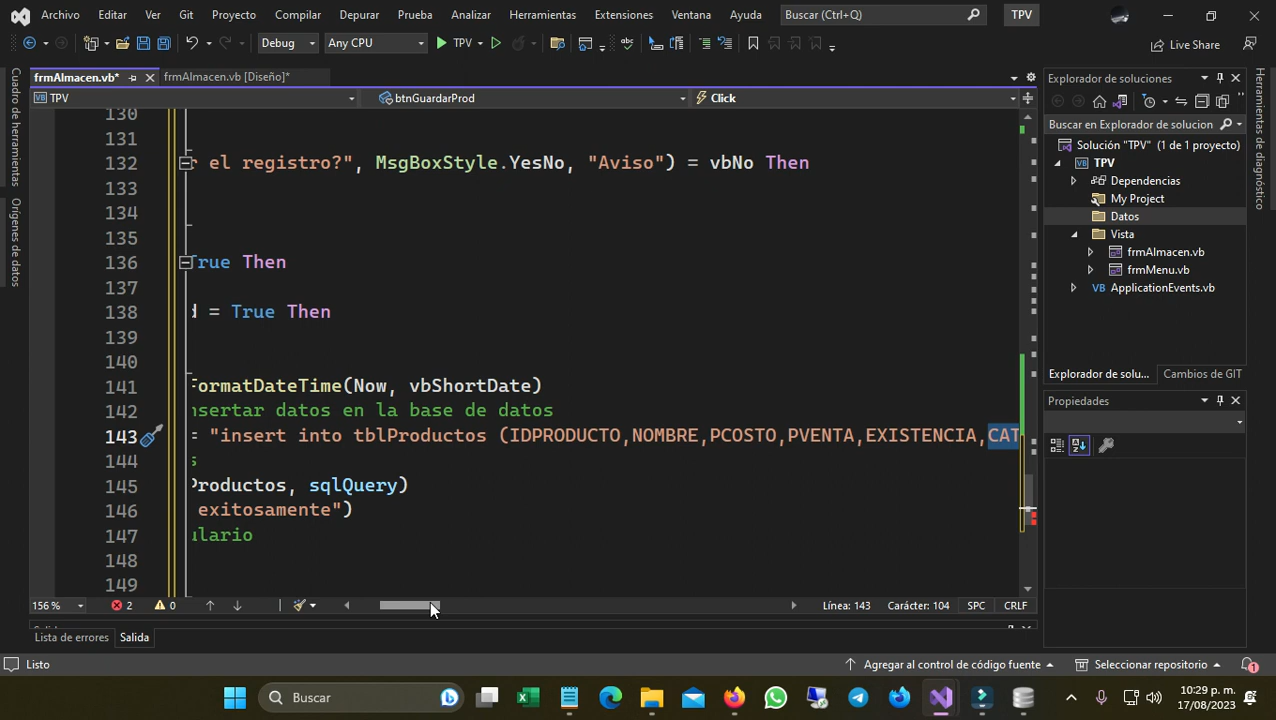 Archivo Editar Ver Git Proyecto Compilar Depurar Prueba Analizar Herramientas Extensiones Ventana Ayuda Buscar (Ctrl+Q) TPV
Debug Any CPU TPV Live Share
frmAlmacen.vb* frmAlmacen.vb [Diseño]*
TPV btnGuardarProd Click
Cuadro de herramientas
Orígenes de datos
130
131
132 r el registro?", MsgBoxStyle.YesNo, "Aviso") = vbNo Then
133
134
135
136 True Then
137
138 d = True Then
139
140
141 FormatDateTime(Now, vbShortDate)
142 nsertar datos en la base de datos
143 = "insert into tblProductos (IDPRODUCTO,NOMBRE,PCOSTO,PVENTA,EXISTENCIA,CAT
144 s
145 Productos, sqlQuery)
146 exitosamente")
147 ulario
148
149
156 % 2 0 Línea: 143 Carácter: 104 SPC CRLF
Lista de errores Salida
Explorador de soluciones
Buscar en Explorador de solucion
Solución "TPV" (1 de 1 proyecto)
TPV
Dependencias
My Project
Datos
Vista
frmAlmacen.vb
frmMenu.vb
VB ApplicationEvents.vb
Explorador de solu... Cambios de GIT
Propiedades
Herramientas de diagnóstico
Listo Agregar al control de código fuente Seleccionar repositorio 1
Buscar
10:29 p. m.
17/08/2023